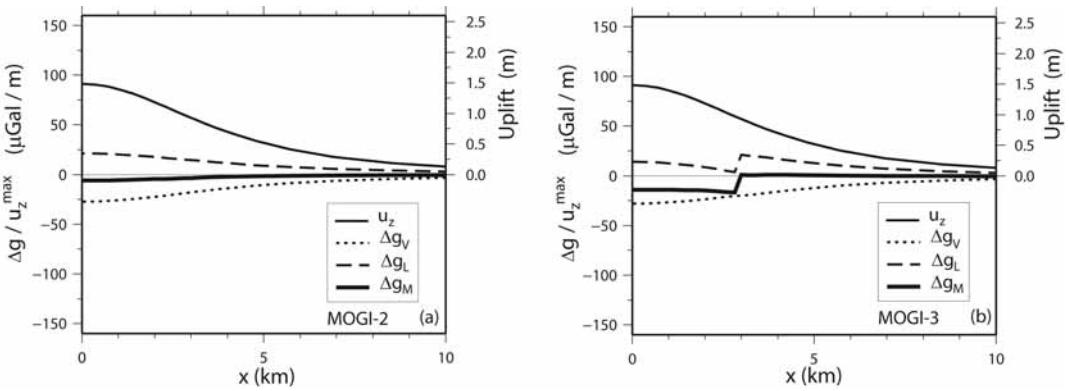 150
100
50
0
−50
−100
−150
Δg / u_z^max (μGal / m)
2.5
2.0
1.5
1.0
0.5
0.0
Uplift (m)
u_z
Δg_V
Δg_L
Δg_M
MOGI-2 (a)
0 5 10
x (km)
150
100
50
0
−50
−100
−150
Δg / u_z^max (μGal / m)
2.5
2.0
1.5
1.0
0.5
0.0
Uplift (m)
u_z
Δg_V
Δg_L
Δg_M
MOGI-3 (b)
0 5 10
x (km)